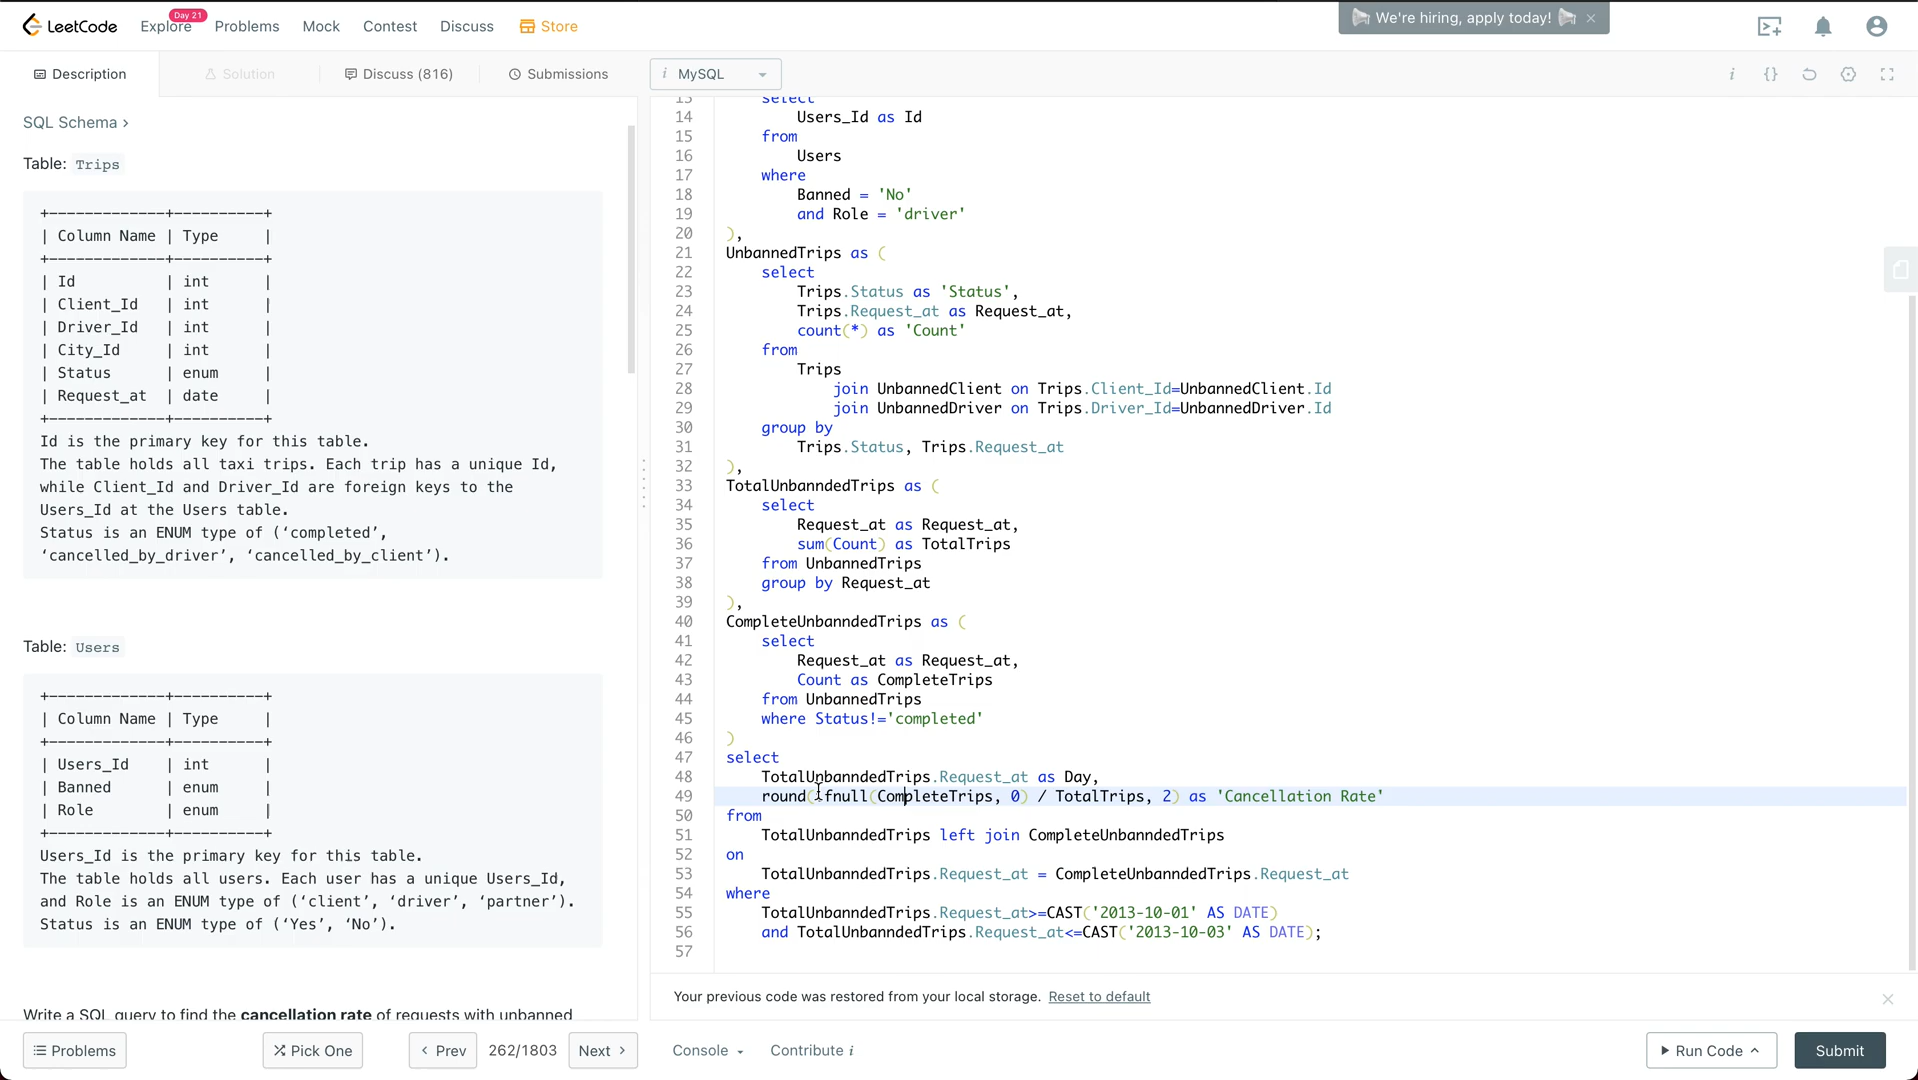 LeetCode
Explore
Day 21
Problems
Mock
Contest
Discuss
Store
We're hiring, apply today!
Description
Solution
Discuss (816)
Submissions
i MySQL
SQL Schema >
Table: Trips
+-------------+----------+
| Column Name | Type     |
+-------------+----------+
| Id          | int      |
| Client_Id   | int      |
| Driver_Id   | int      |
| City_Id     | int      |
| Status      | enum     |
| Request_at  | date     |
+-------------+----------+
Id is the primary key for this table.
The table holds all taxi trips. Each trip has a unique Id,
while Client_Id and Driver_Id are foreign keys to the
Users_Id at the Users table.
Status is an ENUM type of (‘completed’,
‘cancelled_by_driver’, ‘cancelled_by_client’).
Table: Users
+-------------+----------+
| Column Name | Type     |
+-------------+----------+
| Users_Id    | int      |
| Banned      | enum     |
| Role        | enum     |
+-------------+----------+
Users_Id is the primary key for this table.
The table holds all users. Each user has a unique Users_Id,
and Role is an ENUM type of (‘client’, ‘driver’, ‘partner’).
Status is an ENUM type of (‘Yes’, ‘No’).
Write a SQL query to find the cancellation rate of requests with unbanned
13 select
14 Users_Id as Id
15 from
16 Users
17 where
18 Banned = 'No'
19 and Role = 'driver'
20 ),
21 UnbannedTrips as (
22 select
23 Trips.Status as 'Status',
24 Trips.Request_at as Request_at,
25 count(*) as 'Count'
26 from
27 Trips
28 join UnbannedClient on Trips.Client_Id=UnbannedClient.Id
29 join UnbannedDriver on Trips.Driver_Id=UnbannedDriver.Id
30 group by
31 Trips.Status, Trips.Request_at
32 ),
33 TotalUnbanndedTrips as (
34 select
35 Request_at as Request_at,
36 sum(Count) as TotalTrips
37 from UnbannedTrips
38 group by Request_at
39 ),
40 CompleteUnbanndedTrips as (
41 select
42 Request_at as Request_at,
43 Count as CompleteTrips
44 from UnbannedTrips
45 where Status!='completed'
46 )
47 select
48 TotalUnbanndedTrips.Request_at as Day,
49 round(ifnull(CompleteTrips, 0) / TotalTrips, 2) as 'Cancellation Rate'
50 from
51 TotalUnbanndedTrips left join CompleteUnbanndedTrips
52 on
53 TotalUnbanndedTrips.Request_at = CompleteUnbanndedTrips.Request_at
54 where
55 TotalUnbanndedTrips.Request_at>=CAST('2013-10-01' AS DATE)
56 and TotalUnbanndedTrips.Request_at<=CAST('2013-10-03' AS DATE);
57
Your previous code was restored from your local storage. Reset to default
Problems
Pick One
< Prev
262/1803
Next >
Console
Contribute i
Run Code
Submit